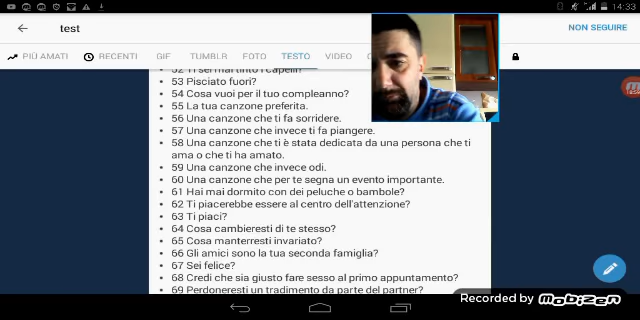 14:33
test
NON SEGUIRE
PIÙ AMATI RECENTI GIF TUMBLR FOTO TESTO VIDEO
52 Ti sei mai tinto i capelli?
53 Pisciato fuori?
54 Cosa vuoi per il tuo compleanno?
55 La tua canzone preferita.
56 Una canzone che ti fa sorridere.
57 Una canzone che invece ti fa piangere.
58 Una canzone che ti è stata dedicata da una persona che ti
ama o che ti ha amato.
59 Una canzone che invece odi.
60 Una canzone che per te segna un evento importante.
61 Hai mai dormito con dei peluche o bambole?
62 Ti piacerebbe essere al centro dell'attenzione?
63 Ti piaci?
64 Cosa cambieresti di te stesso?
65 Cosa manterresti invariato?
66 Gli amici sono la tua seconda famiglia?
67 Sei felice?
68 Credi che sia giusto fare sesso al primo appuntamento?
69 Perdoneresti un tradimento da parte del partner?
Recorded by Mobizen